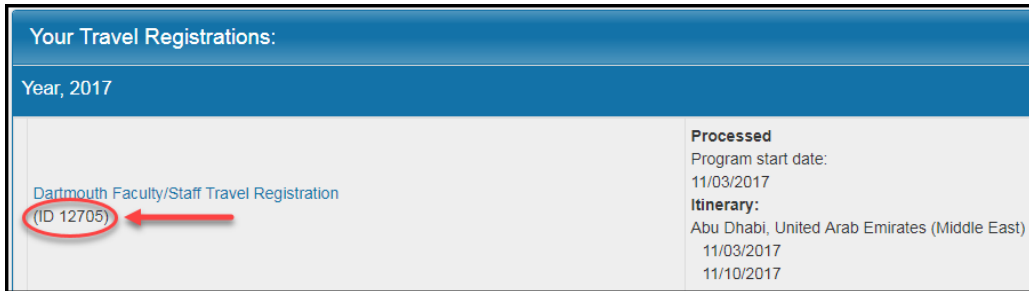 Your Travel Registrations:
Year, 2017
Dartmouth Faculty/Staff Travel Registration
(ID 12705)
Processed
Program start date:
11/03/2017
Itinerary:
Abu Dhabi, United Arab Emirates (Middle East)
11/03/2017
11/10/2017